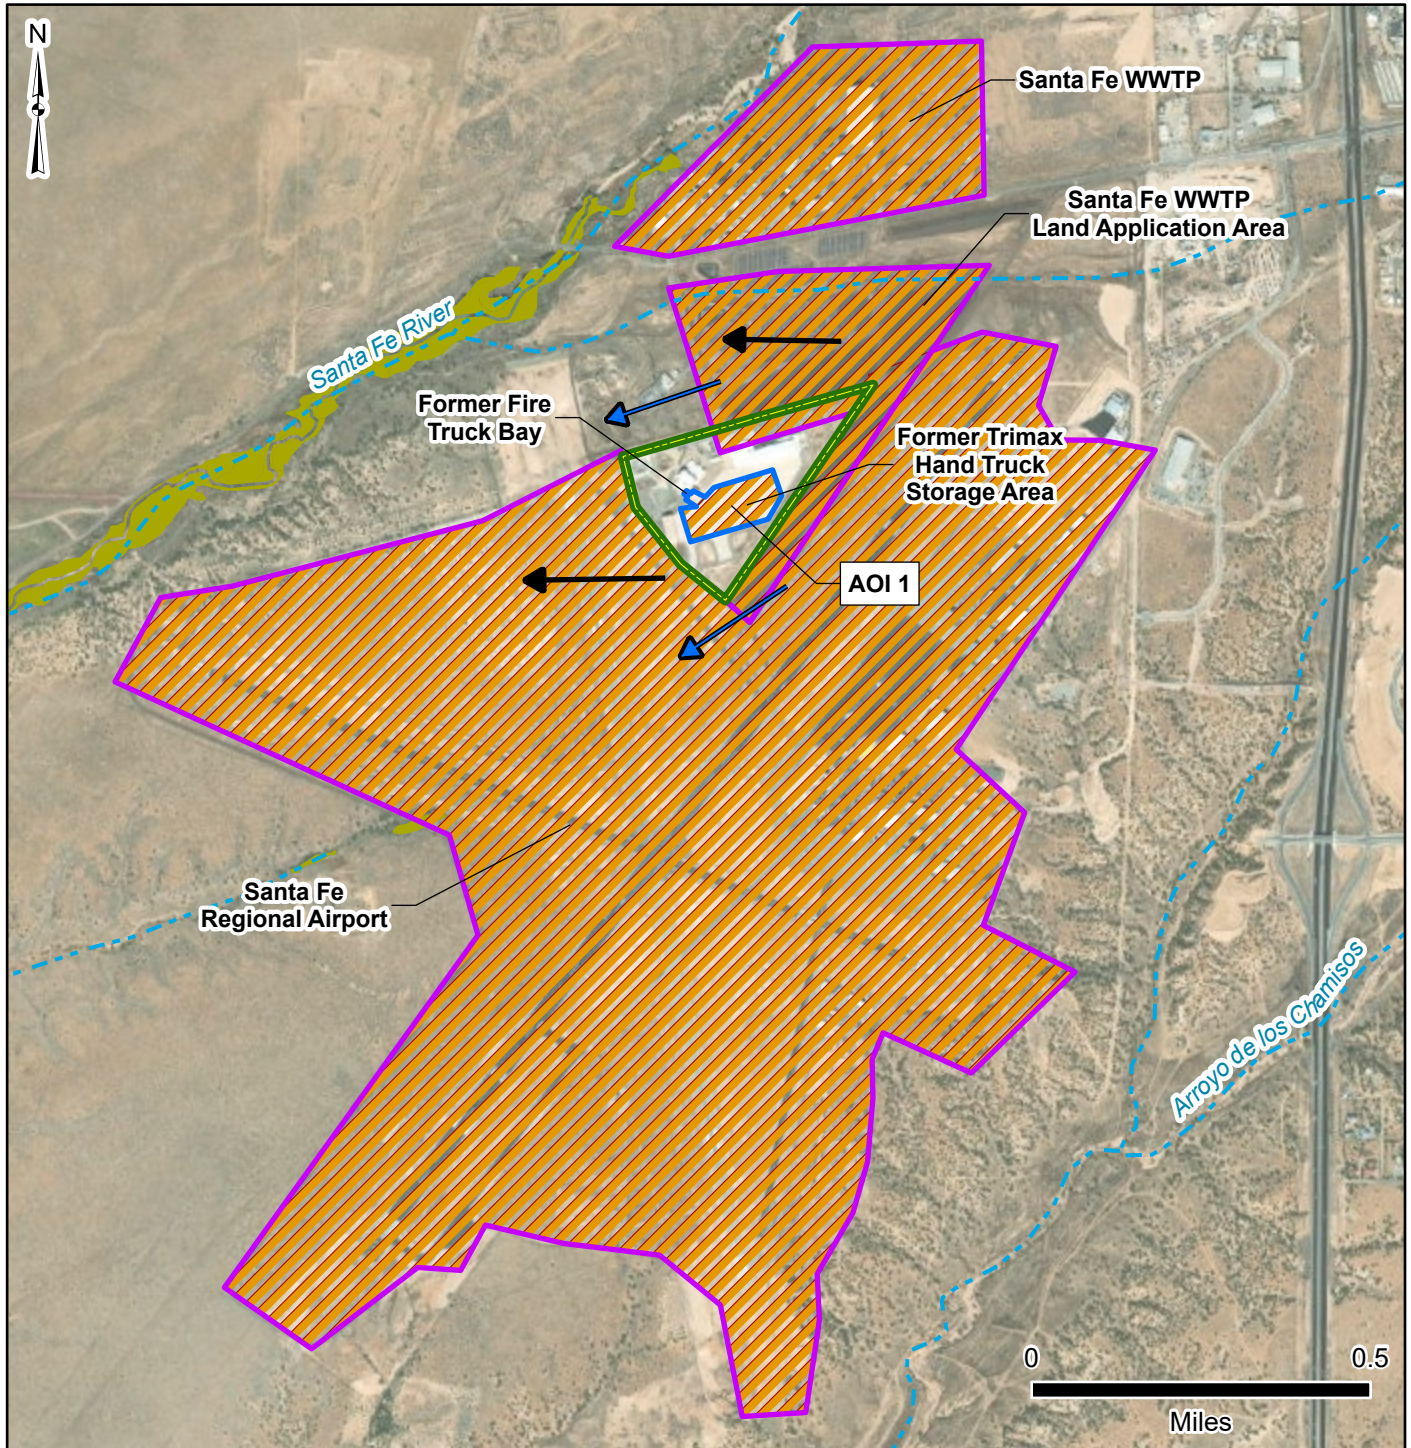 N
Santa Fe WWTP
Santa Fe WWTP
Land Application Area
Santa Fe River
Former Fire
Truck Bay
Former Trimax
Hand Truck
Storage Area
AOI 1
Santa Fe
Regional Airport
Arroyo de los Chamisos
0
0.5
Miles